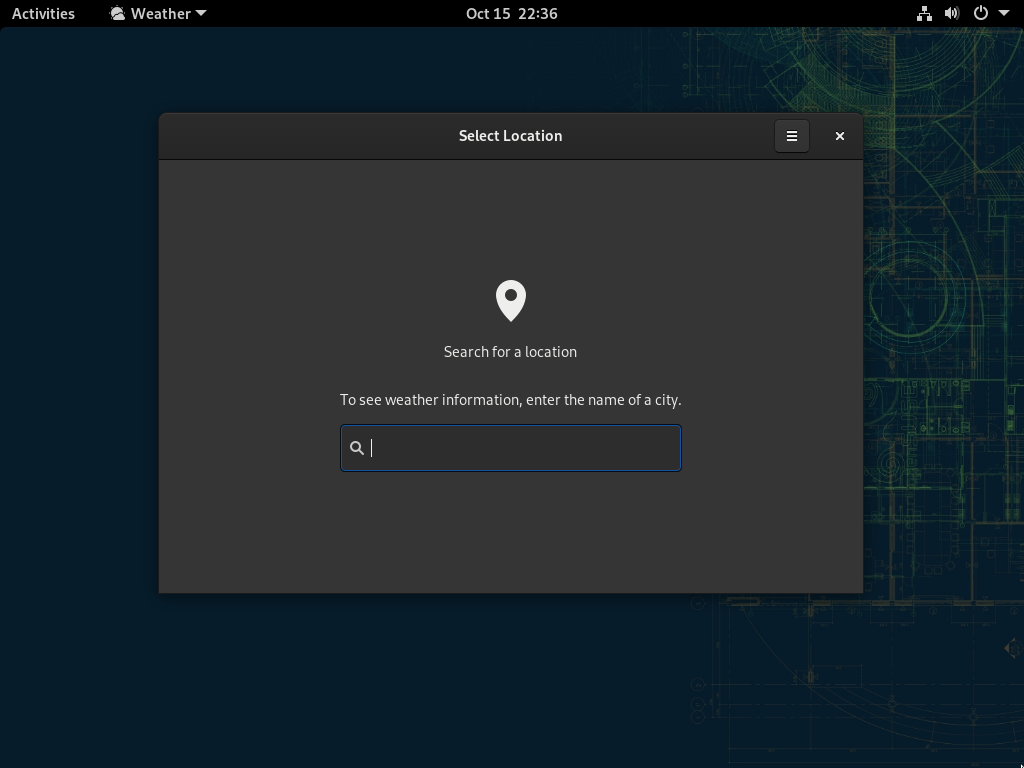 Activities Weather Oct 15 22:36
Select Location
Search for a location
To see weather information, enter the name of a city.